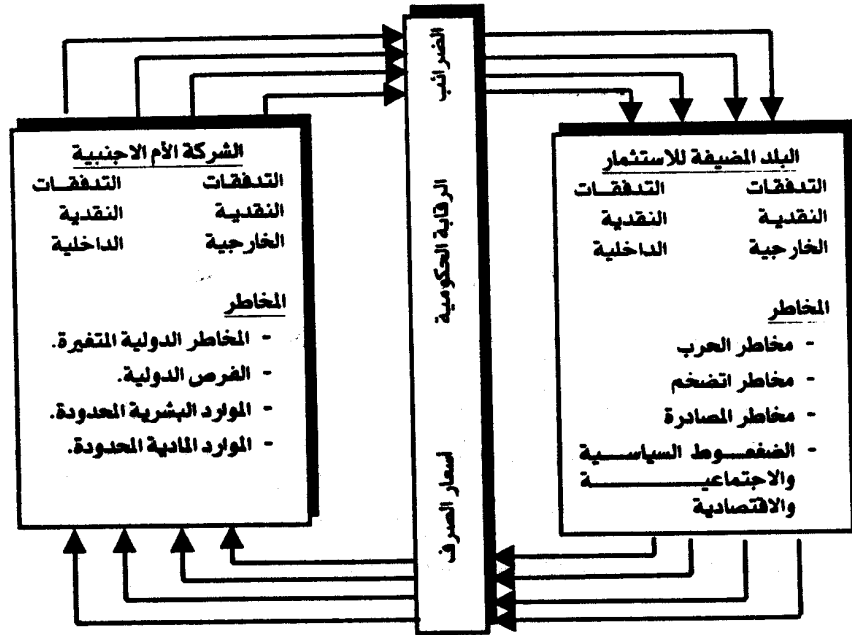 البلد المضيفة للاستثمار
التدفقات التدفقات
النقدية النقدية
الخارجية الداخلية
المخاطر
- مخاطر الحرب
- مخاطر اتضخم
- مخاطر المصادرة
- الضغوط السياسية
والاجتماعية
والاقتصادية
الضرائب
الرقابة الحكومية
أسعار الصرف
الشركة الأم الاجنبية
التدفقات التدفقات
النقدية النقدية
الخارجية الداخلية
المخاطر
- المخاطر الدولية المتغيرة.
- الفرص الدولية.
- الموارد البشرية المحدودة.
- الموارد المادية المحدودة.